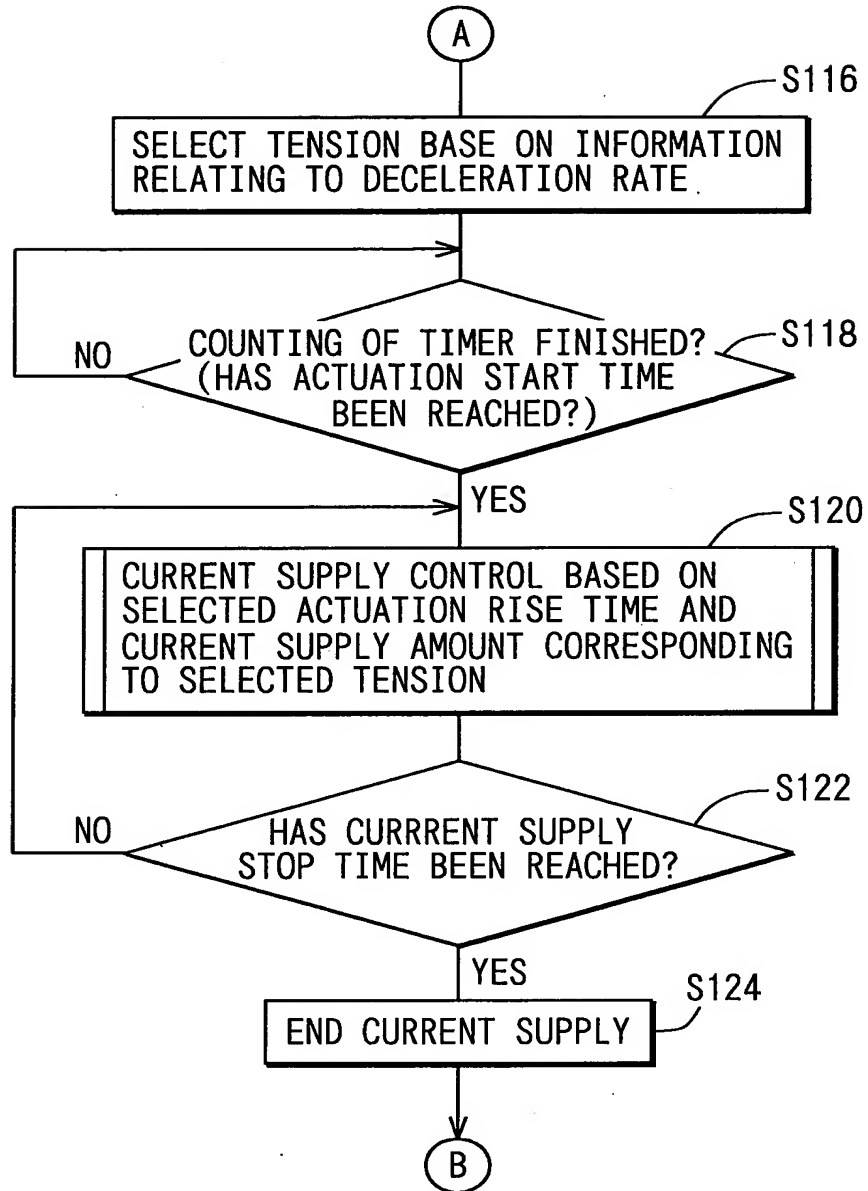 A
S116
SELECT TENSION BASE ON INFORMATION
RELATING TO DECELERATION RATE
NO
COUNTING OF TIMER FINISHED?
(HAS ACTUATION START TIME
BEEN REACHED?)
S118
YES
S120
CURRENT SUPPLY CONTROL BASED ON
SELECTED ACTUATION RISE TIME AND
CURRENT SUPPLY AMOUNT CORRESPONDING
TO SELECTED TENSION
S122
NO
HAS CURRRENT SUPPLY
STOP TIME BEEN REACHED?
YES
S124
END CURRENT SUPPLY
B